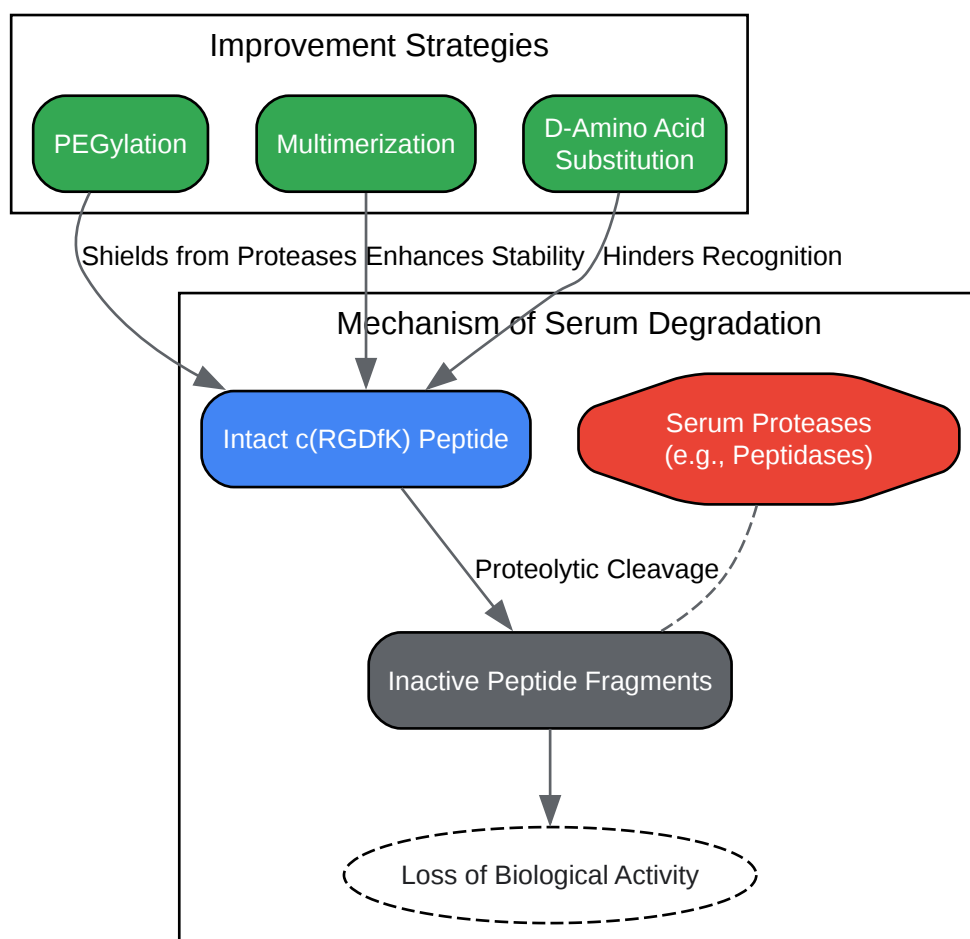 Improvement Strategies
PEGylation
Multimerization
D-Amino Acid
Substitution
Shields from Proteases
Enhances Stability
Hinders Recognition
Mechanism of Serum Degradation
Intact c(RGDfK) Peptide
Serum Proteases
(e.g., Peptidases)
Proteolytic Cleavage
Inactive Peptide Fragments
Loss of Biological Activity